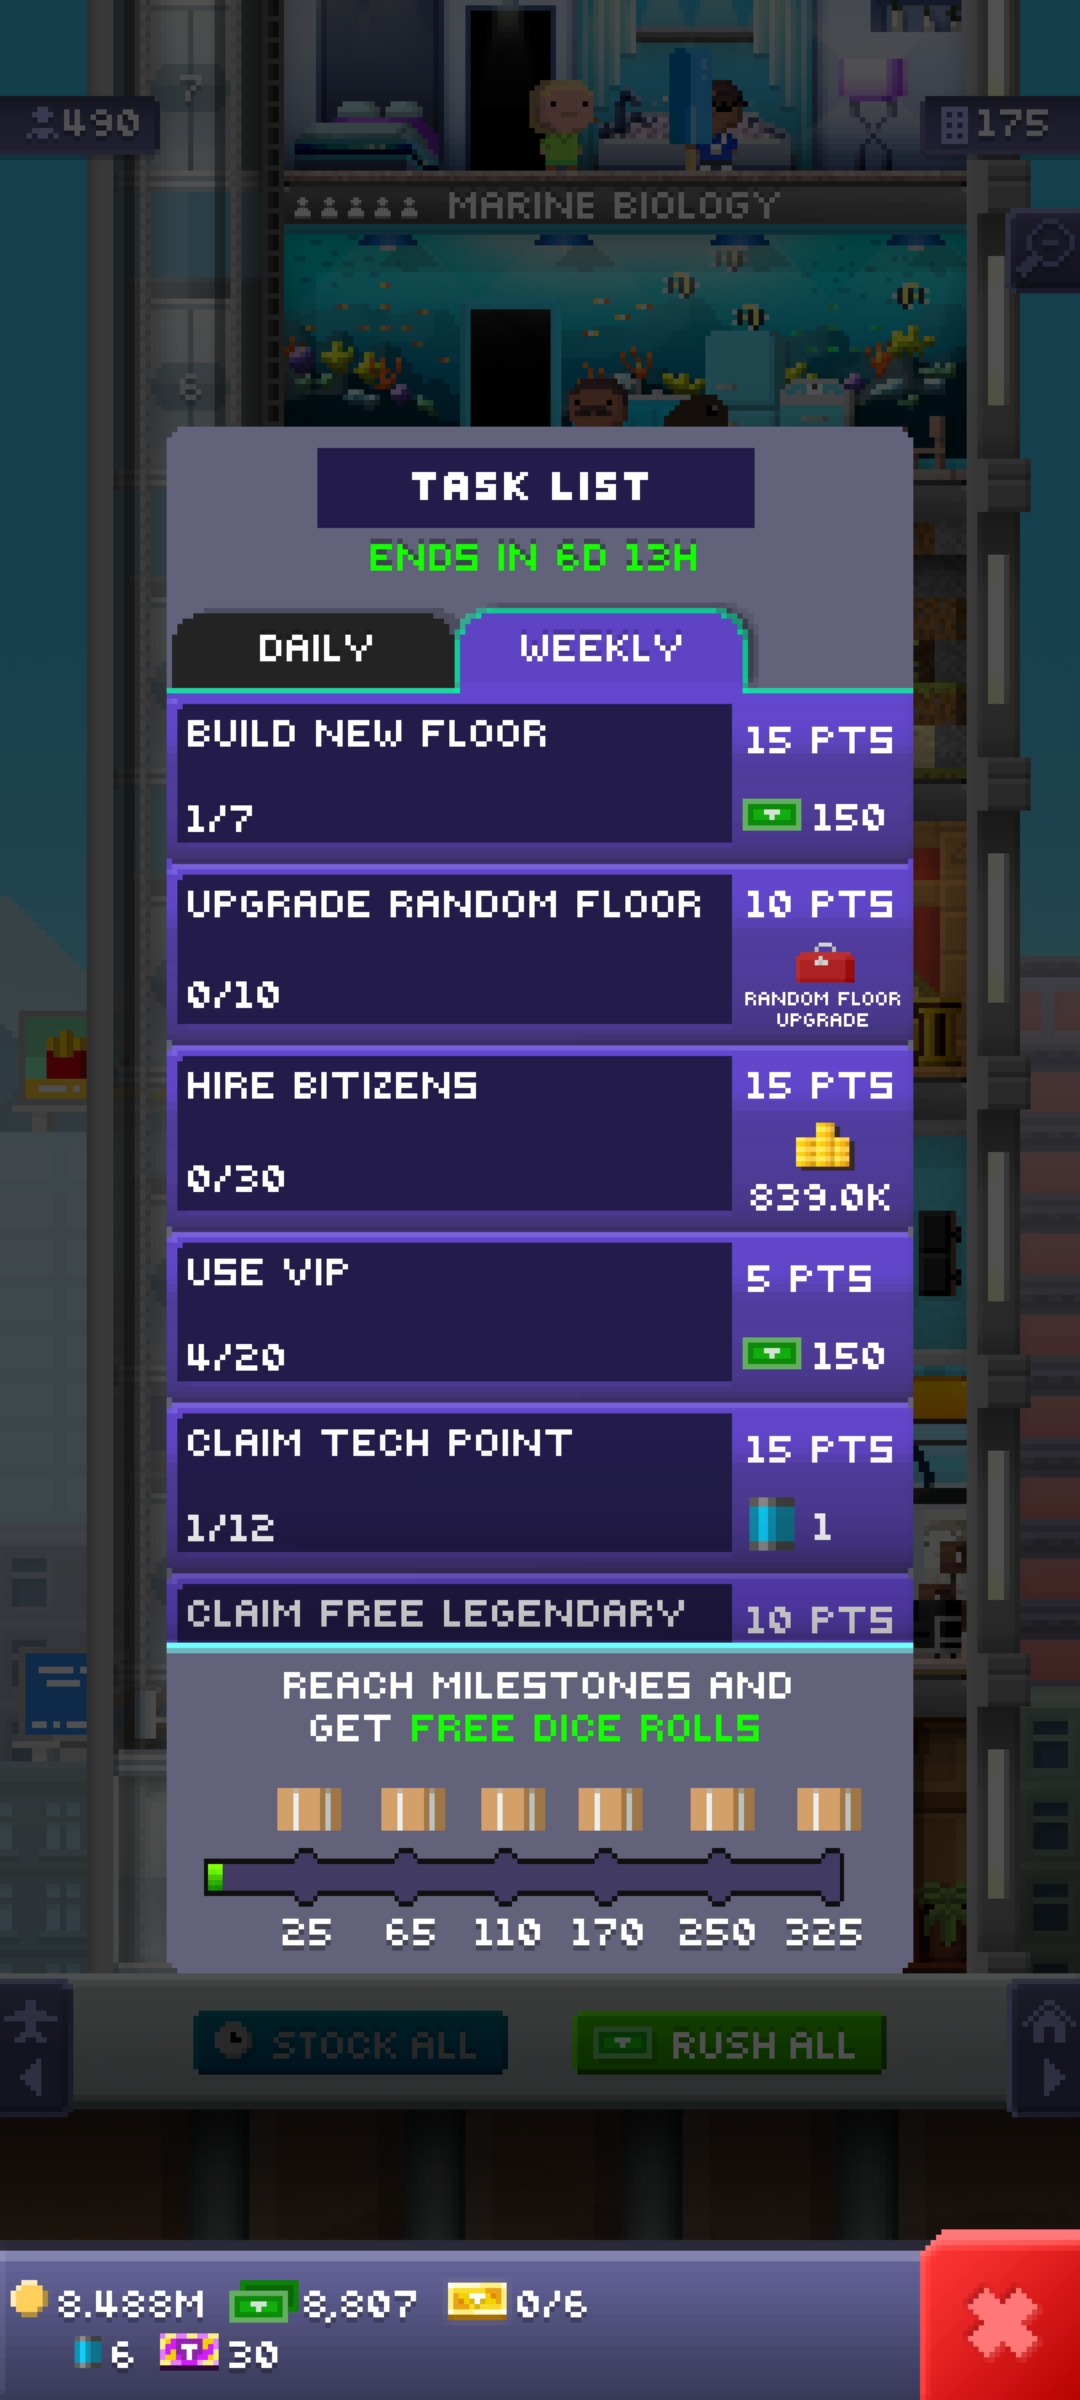 7
490
175
MARINE BIOLOGY
6
TASK LIST
ENDS IN 6D 13H
DAILY
WEEKLY
BUILD NEW FLOOR
15 PTS
1/7
150
UPGRADE RANDOM FLOOR
10 PTS
0/10
RANDOM FLOOR
UPGRADE
HIRE BITIZENS
15 PTS
0/30
839.0K
USE VIP
5 PTS
4/20
150
CLAIM TECH POINT
15 PTS
1/12
1
CLAIM FREE LEGENDARY
10 PTS
REACH MILESTONES AND
GET FREE DICE ROLLS
25 65 110 170 250 325
STOCK ALL
RUSH ALL
8.488M 8,807 0/6
6 30